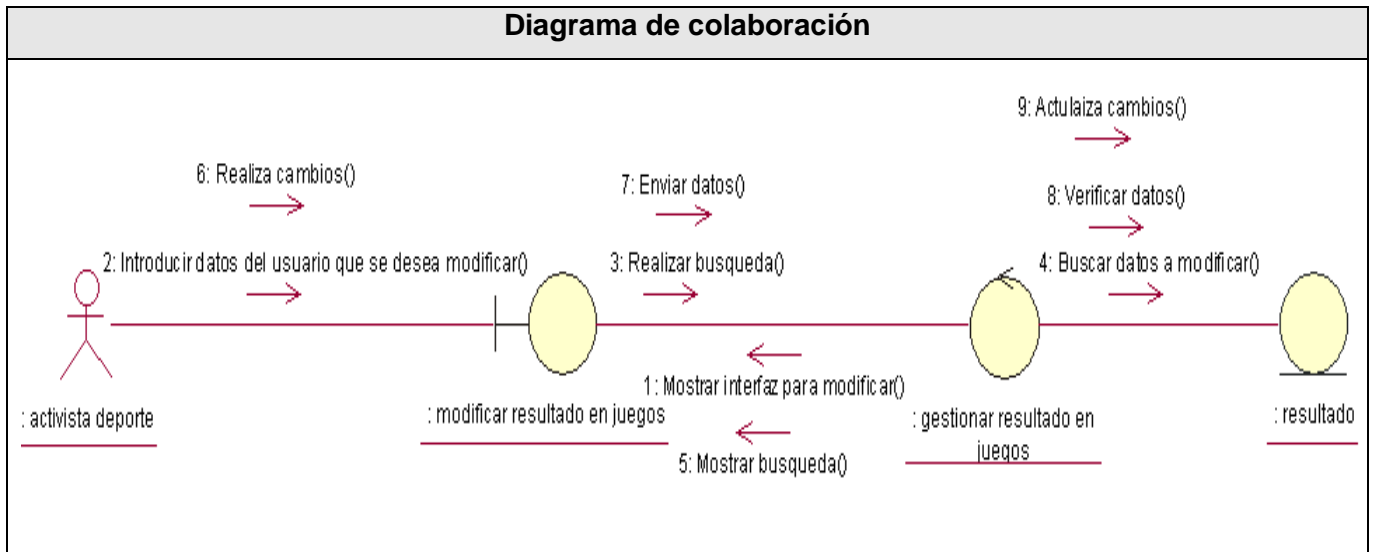 Diagrama de colaboración
9: Actulaiza cambios()
6: Realiza cambios()
7: Enviar datos()
8: Verificar datos()
2: Introducir datos del usuario que se desea modificar()
3: Realizar busqueda()
4: Buscar datos a modificar()
1: Mostrar interfaz para modificar()
: activista deporte
: modificar resultado en juegos
: gestionar resultado en
juegos
: resultado
5: Mostrar busqueda()